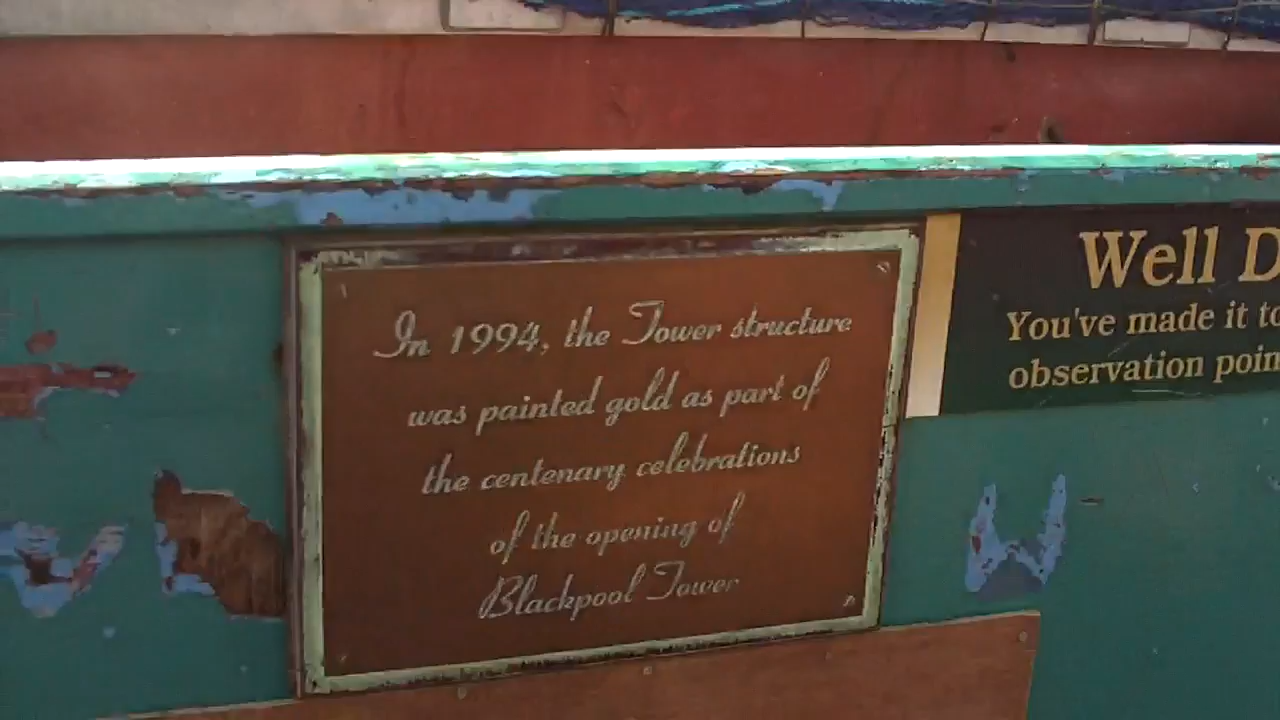 In 1994, the Tower structure
was painted gold as part of
the centenary celebrations
of the opening of
Blackpool Tower
Well D
You've made it to
observation poin